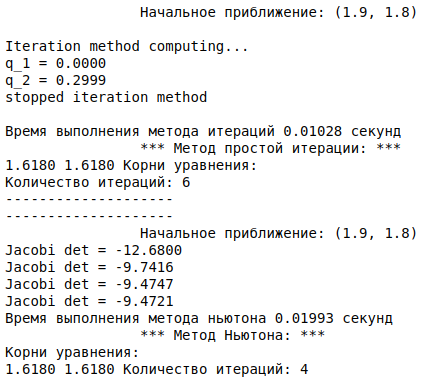 Начальное приближение: (1.9, 1.8)
Iteration method computing...
q_1 = 0.0000
q_2 = 0.2999
stopped iteration method
Время выполнения метода итераций 0.01028 секунд
*** Метод простой итерации: ***
1.6180 1.6180 Корни уравнения:
Количество итераций: 6
--------------------
--------------------
Начальное приближение: (1.9, 1.8)
Jacobi det = -12.6800
Jacobi det = -9.7416
Jacobi det = -9.4747
Jacobi det = -9.4721
Время выполнения метода ньютона 0.01993 секунд
*** Метод Ньютона: ***
Корни уравнения:
1.6180 1.6180 Количество итераций: 4